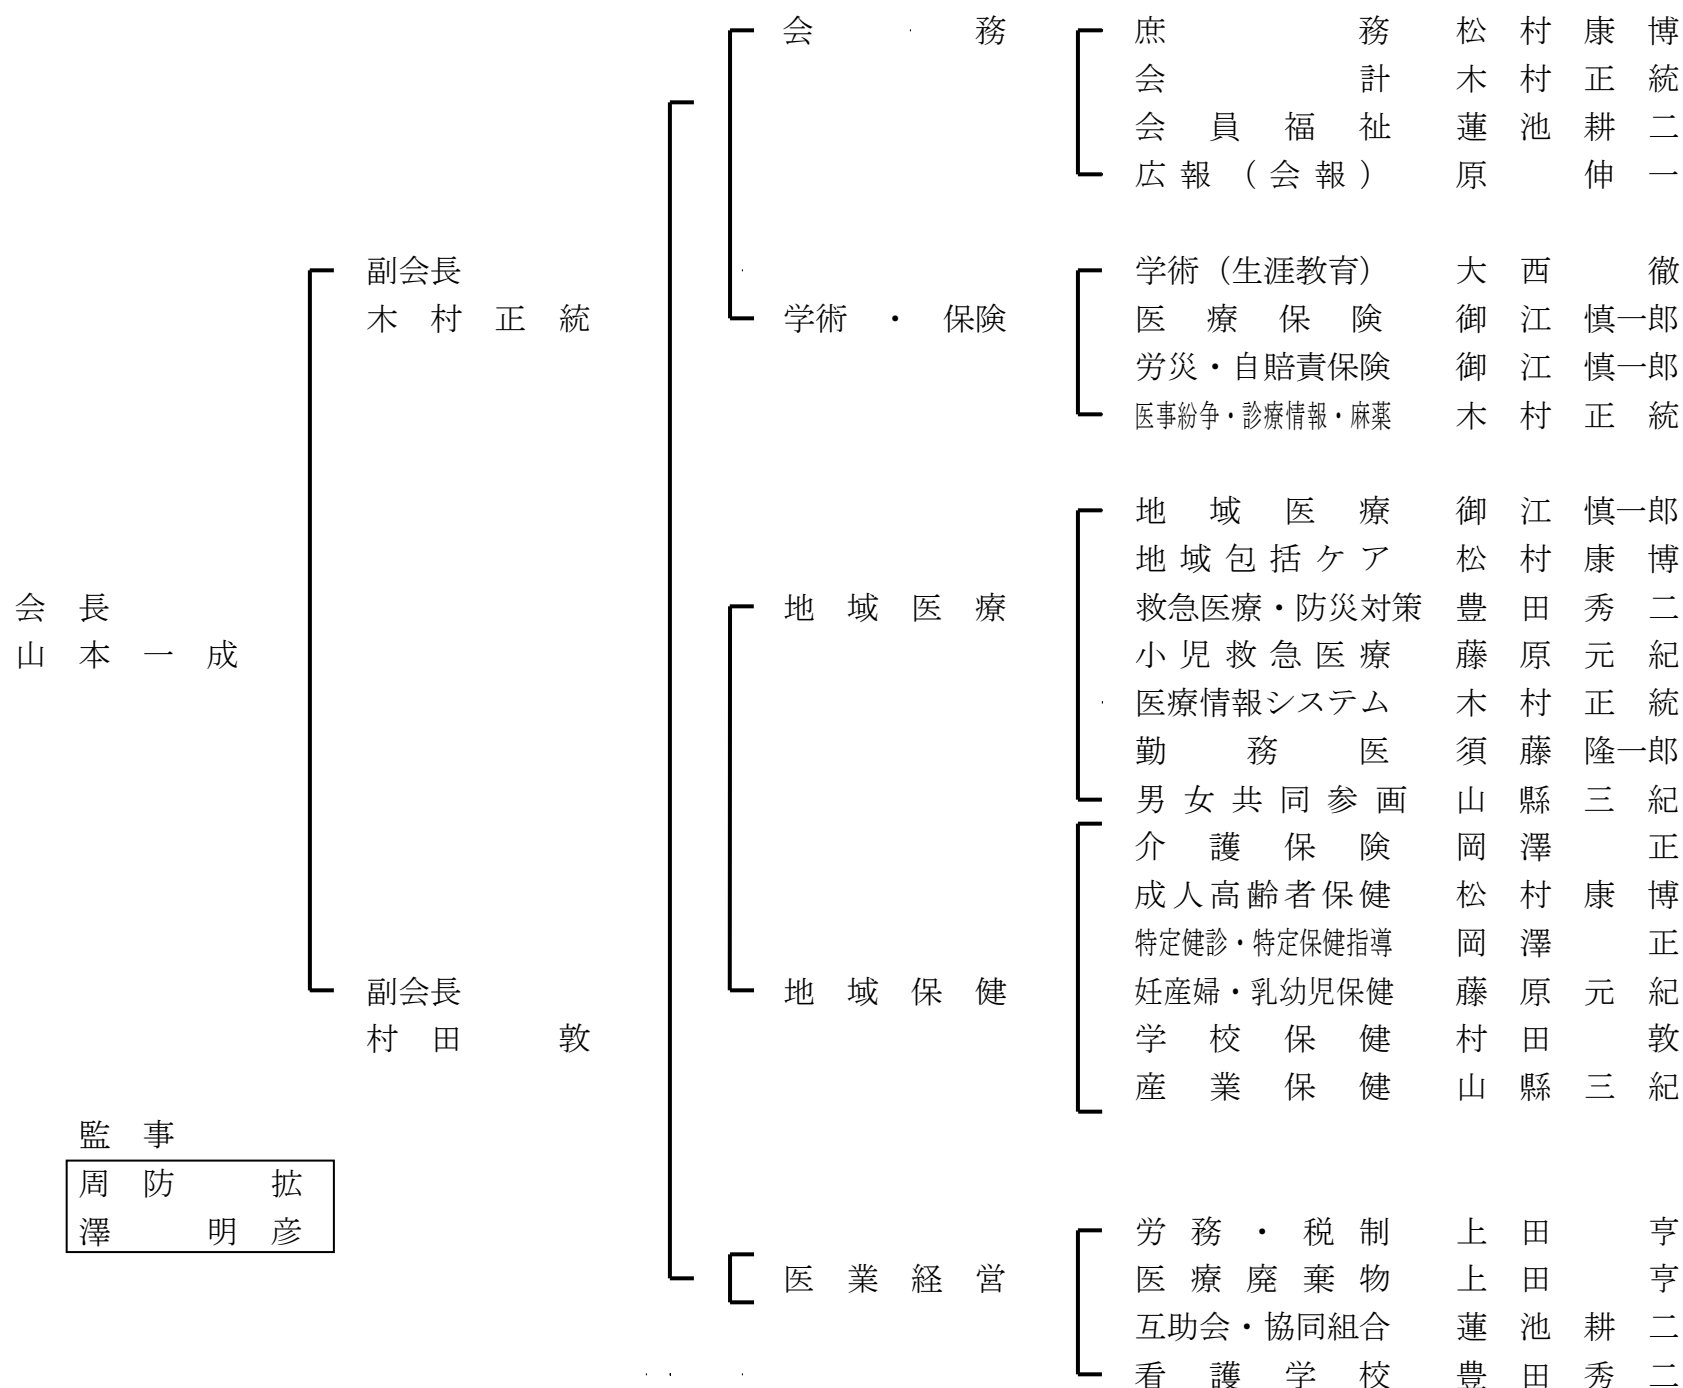 会長
山本一成
副会長
木村正統
副会長
村田敦
監事
周防拡
澤明彦
会務
庶務 松村康博
会計 木村正統
会員福祉 蓮池耕二
広報（会報） 原伸一
学術・保険
学術（生涯教育） 大西徹
医療保険 御江慎一郎
労災・自賠責保険 御江慎一郎
医事紛争・診療情報・麻薬 木村正統
地域医療
地域医療 御江慎一郎
地域包括ケア 松村康博
救急医療・防災対策 豊田秀二
小児救急医療 藤原元紀
医療情報システム 木村正統
勤務医 須藤隆一郎
男女共同参画 山縣三紀
地域保健
介護保険 岡澤正
成人高齢者保健 松村康博
特定健診・特定保健指導 岡澤正
妊産婦・乳幼児保健 藤原元紀
学校保健 村田敦
産業保健 山縣三紀
医業経営
労務・税制 上田亨
医療廃棄物 上田亨
互助会・協同組合 蓮池耕二
看護学校 豊田秀二